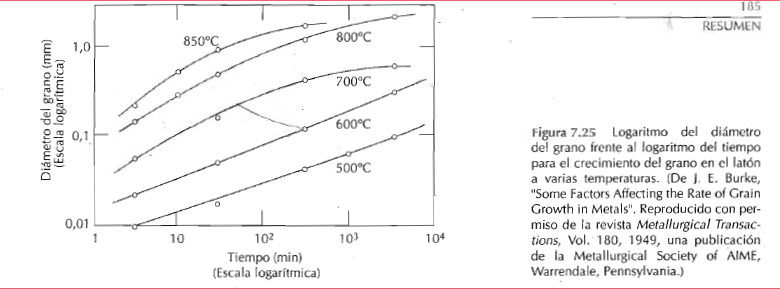 185
RESUMEN
850°C
800°C
700°C
600°C
500°C
1,0
0,1
0,01
Diámetro del grano (mm)
(Escala logarítmica)
1
10
10²
10³
10⁴
Tiempo (min)
(Escala logarítmica)
Figura 7.25 Logaritmo del diámetro
del grano frente al logaritmo del tiempo
para el crecimiento del grano en el latón
a varias temperaturas. (De J. E. Burke,
"Some Factors Affecting the Rate of Grain
Growth in Metals". Reproducido con per-
miso de la revista Metallurgical Transac-
tions, Vol. 180, 1949, una publicación
de la Metallurgical Society of AIME,
Warrendale, Pennsylvania.)